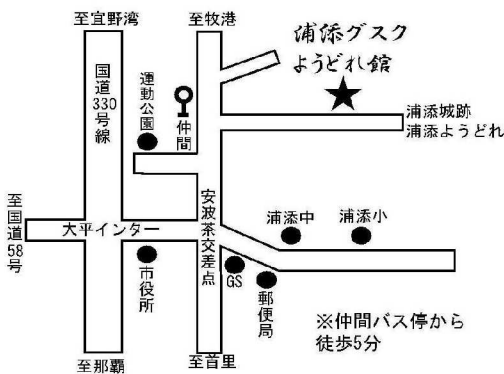 至宜野湾
至牧港
浦添グスク
ようどれ館
国道330号線
運動公園
仲間
浦添城跡
浦添ようどれ
至国道58号
大平インター
安波茶交差点
浦添中
浦添小
市役所
GS
郵便局
※仲間バス停から
徒歩5分
至那覇
至首里